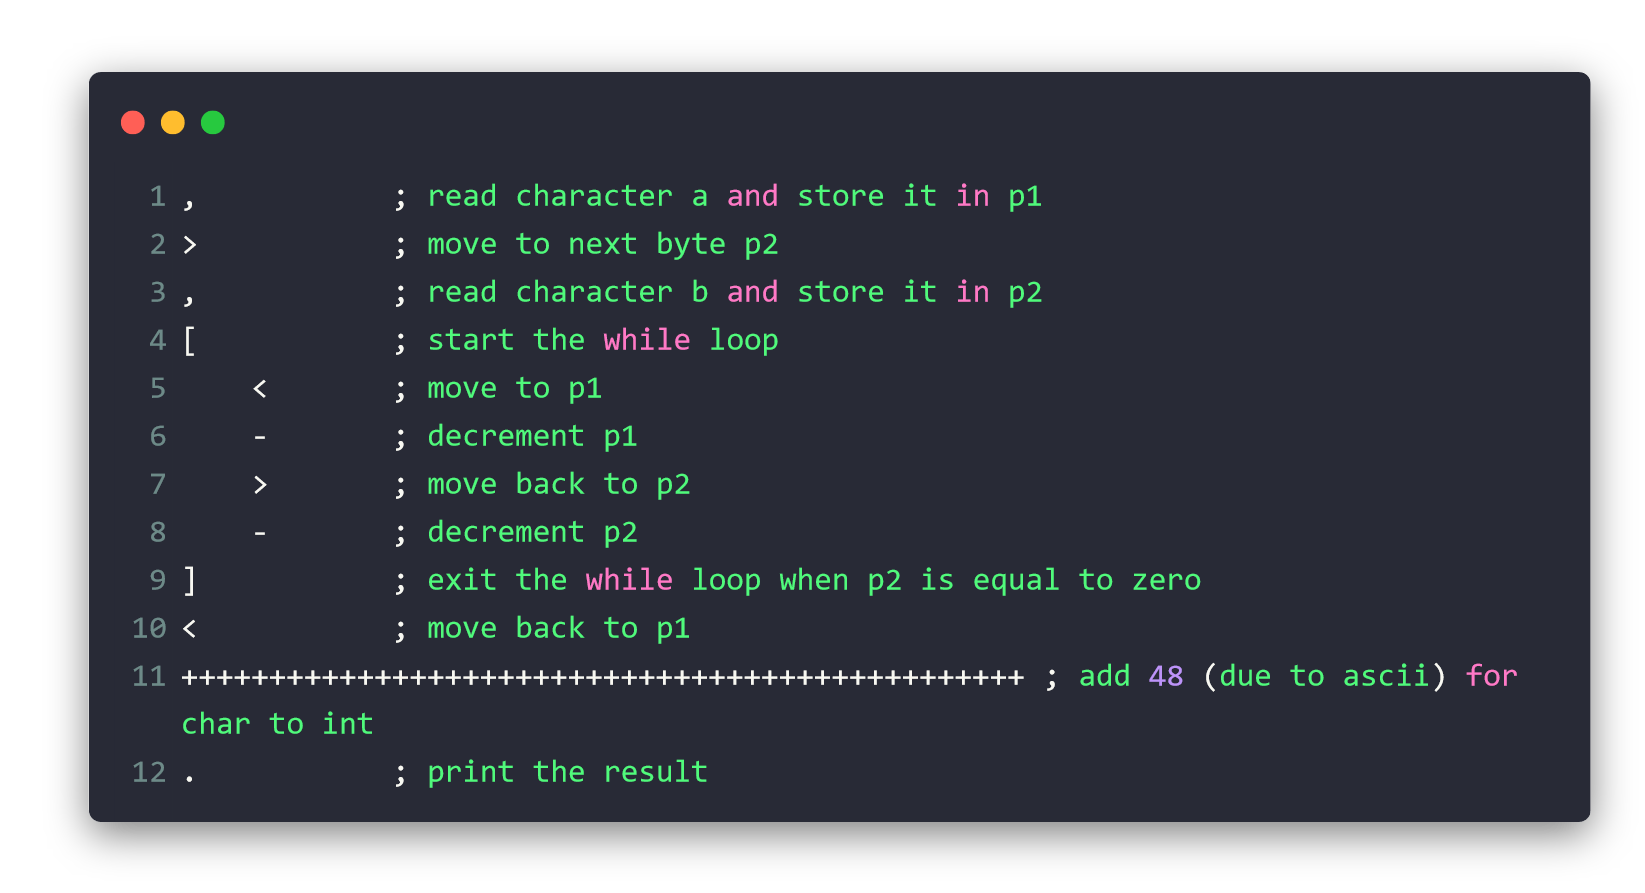 1 , ; read character a and store it in p1
2 > ; move to next byte p2
3 , ; read character b and store it in p2
4 [ ; start the while loop
5 < ; move to p1
6 - ; decrement p1
7 > ; move back to p2
8 - ; decrement p2
9 ] ; exit the while loop when p2 is equal to zero
10 < ; move back to p1
11 ++++++++++++++++++++++++++++++++++++++++++++++++ ; add 48 (due to ascii) for
char to int
12 . ; print the result